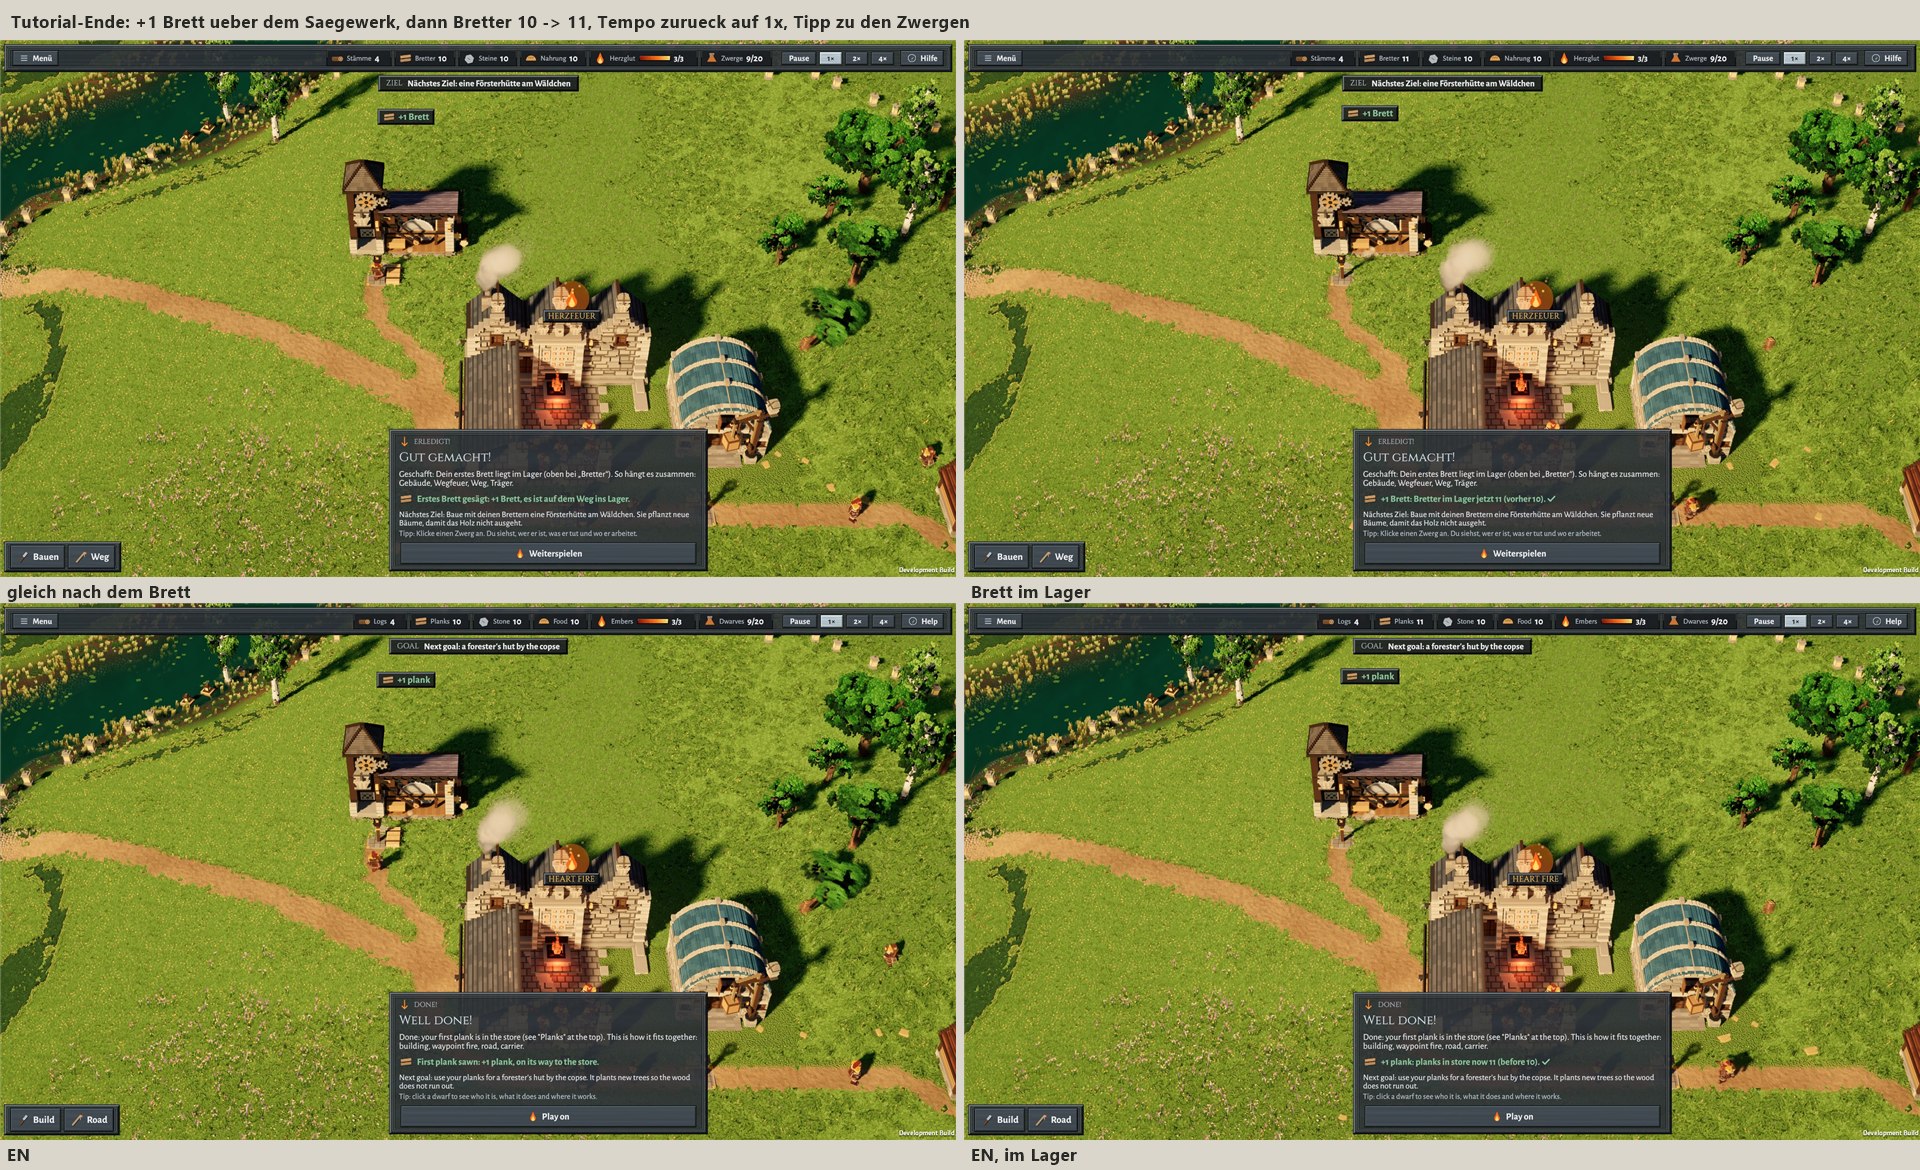 Tutorial-Ende: +1 Brett ueber dem Saegewerk, dann Bretter 10 -> 11, Tempo zurueck auf 1x, Tipp zu den Zwergen
Menü Stämme 4 Bretter 10 Steine 10 Nahrung 10 Herzglut 3/3 Zwerge 9/20 Pause 1× 2× 4× Hilfe
ZIEL Nächstes Ziel: eine Försterhütte am Wäldchen
+1 Brett
HERZFEUER
ERLEDIGT!
GUT GEMACHT!
Geschafft: Dein erstes Brett liegt im Lager (oben bei „Bretter“). So hängt es zusammen:
Gebäude, Wegfeuer, Weg, Träger.
Erstes Brett gesägt: +1 Brett, es ist auf dem Weg ins Lager.
Nächstes Ziel: Baue mit deinen Brettern eine Försterhütte am Wäldchen. Sie pflanzt neue
Bäume, damit das Holz nicht ausgeht.
Tipp: Klicke einen Zwerg an. Du siehst, wer er ist, was er tut und wo er arbeitet.
Weiterspielen
Bauen Weg
Development Build
gleich nach dem Brett
Menü Stämme 4 Bretter 11 Steine 10 Nahrung 10 Herzglut 3/3 Zwerge 9/20 Pause 1× 2× 4× Hilfe
ZIEL Nächstes Ziel: eine Försterhütte am Wäldchen
+1 Brett
HERZFEUER
ERLEDIGT!
GUT GEMACHT!
Geschafft: Dein erstes Brett liegt im Lager (oben bei „Bretter“). So hängt es zusammen:
Gebäude, Wegfeuer, Weg, Träger.
+1 Brett: Bretter im Lager jetzt 11 (vorher 10). ✓
Nächstes Ziel: Baue mit deinen Brettern eine Försterhütte am Wäldchen. Sie pflanzt neue
Bäume, damit das Holz nicht ausgeht.
Tipp: Klicke einen Zwerg an. Du siehst, wer er ist, was er tut und wo er arbeitet.
Weiterspielen
Bauen Weg
Development Build
Brett im Lager
Menu Logs 4 Planks 10 Stone 10 Food 10 Embers 3/3 Dwarves 9/20 Pause 1× 2× 4× Help
GOAL Next goal: a forester's hut by the copse
+1 plank
HEART FIRE
DONE!
WELL DONE!
Done: your first plank is in the store (see "Planks" at the top). This is how it fits together:
building, waypoint fire, road, carrier.
First plank sawn: +1 plank, on its way to the store.
Next goal: use your planks for a forester's hut by the copse. It plants new trees so the wood
does not run out.
Tip: click a dwarf to see who it is, what it does and where it works.
Play on
Build Road
Development Build
EN
Menu Logs 4 Planks 11 Stone 10 Food 10 Embers 3/3 Dwarves 9/20 Pause 1× 2× 4× Help
GOAL Next goal: a forester's hut by the copse
+1 plank
HEART FIRE
DONE!
WELL DONE!
Done: your first plank is in the store (see "Planks" at the top). This is how it fits together:
building, waypoint fire, road, carrier.
+1 plank: planks in store now 11 (before 10). ✓
Next goal: use your planks for a forester's hut by the copse. It plants new trees so the wood
does not run out.
Tip: click a dwarf to see who it is, what it does and where it works.
Play on
Build Road
Development Build
EN, im Lager